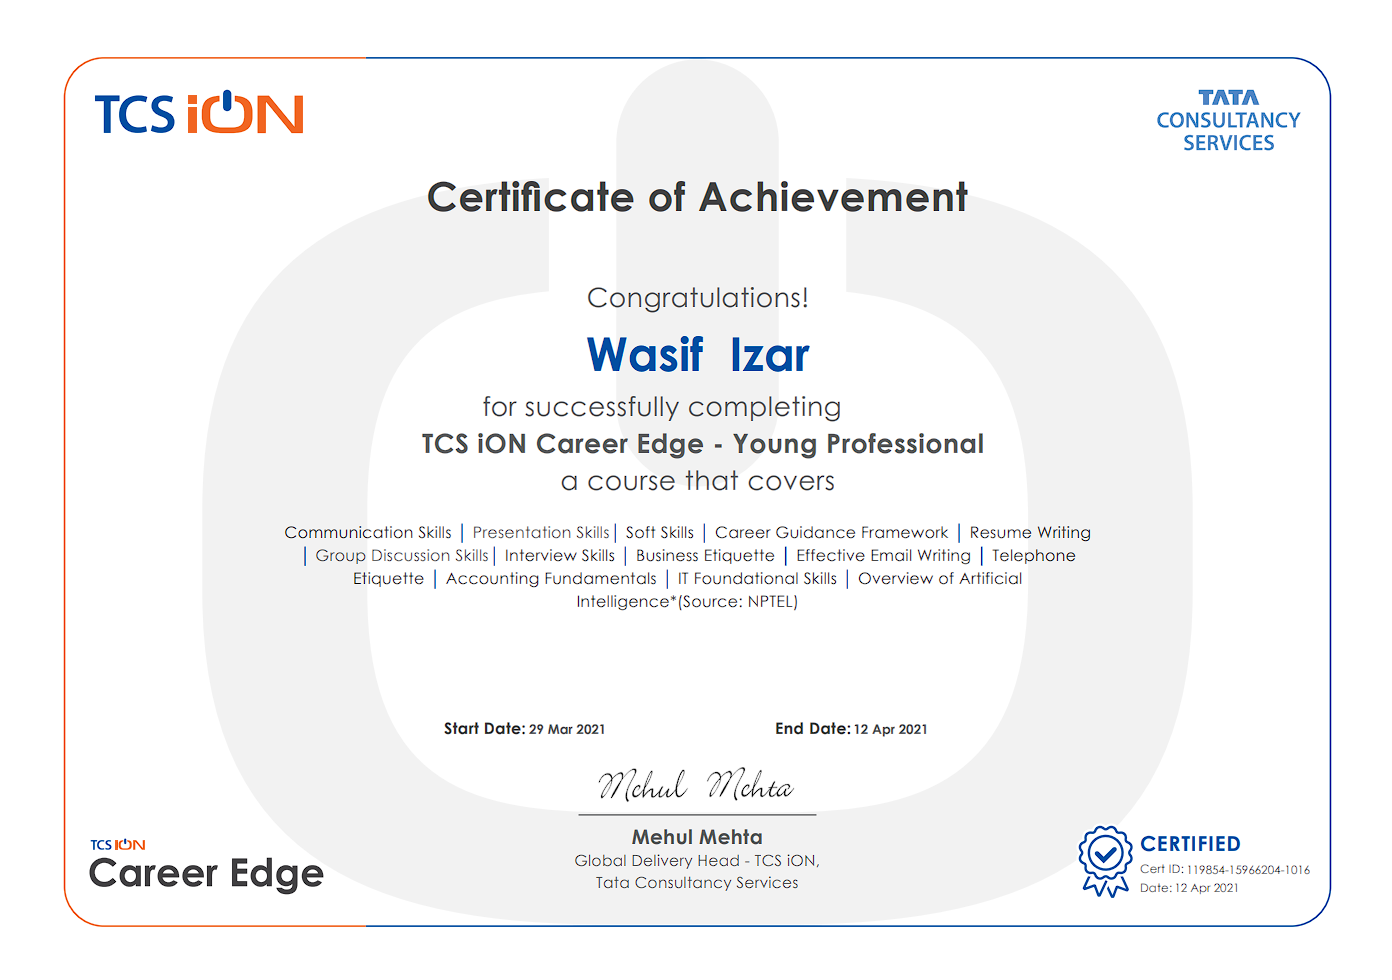 TCS iON
TATA
CONSULTANCY
SERVICES
Certificate of Achievement
Congratulations!
Wasif Izar
for successfully completing
TCS iON Career Edge - Young Professional
a course that covers
Communication Skills | Presentation Skills | Soft Skills | Career Guidance Framework | Resume Writing
| Group Discussion Skills | Interview Skills | Business Etiquette | Effective Email Writing | Telephone
Etiquette | Accounting Fundamentals | IT Foundational Skills | Overview of Artificial
Intelligence*(Source: NPTEL)
Start Date: 29 Mar 2021 End Date: 12 Apr 2021
Mehul Mehta
Mehul Mehta
Global Delivery Head - TCS iON,
Tata Consultancy Services
TCS iON
Career Edge
CERTIFIED
Cert ID: 119854-15966204-1016
Date: 12 Apr 2021